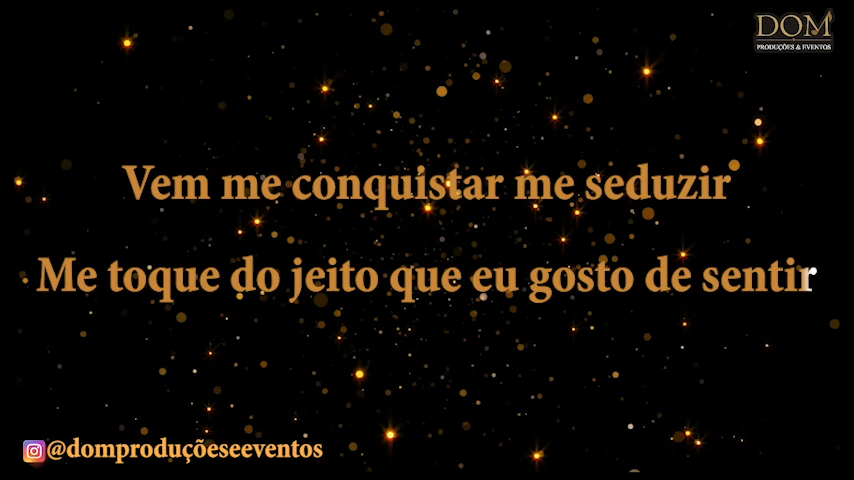 DOM
PRODUÇÕES & EVENTOS
Vem me conquistar me seduzir
Me toque do jeito que eu gosto de sentir
@domproduçõeseeventos